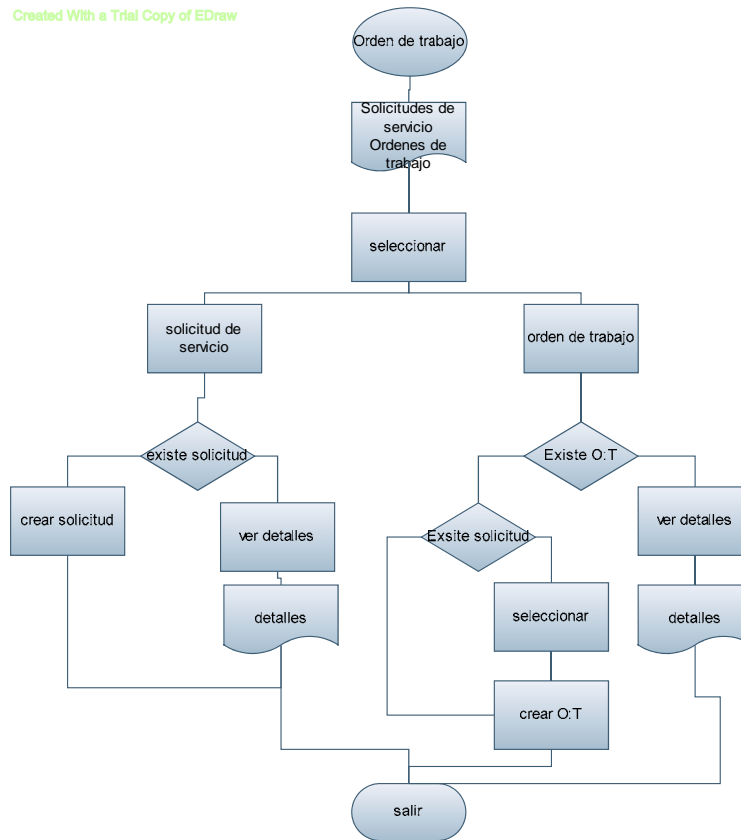 Created With a Trial Copy of EDraw
Orden de trabajo
Solicitudes de
servicio
Ordenes de
trabajo
seleccionar
solicitud de
servicio
orden de trabajo
existe solicitud
Existe O:T
crear solicitud
ver detalles
Exsite solicitud
ver detalles
detalles
seleccionar
detalles
crear O:T
salir